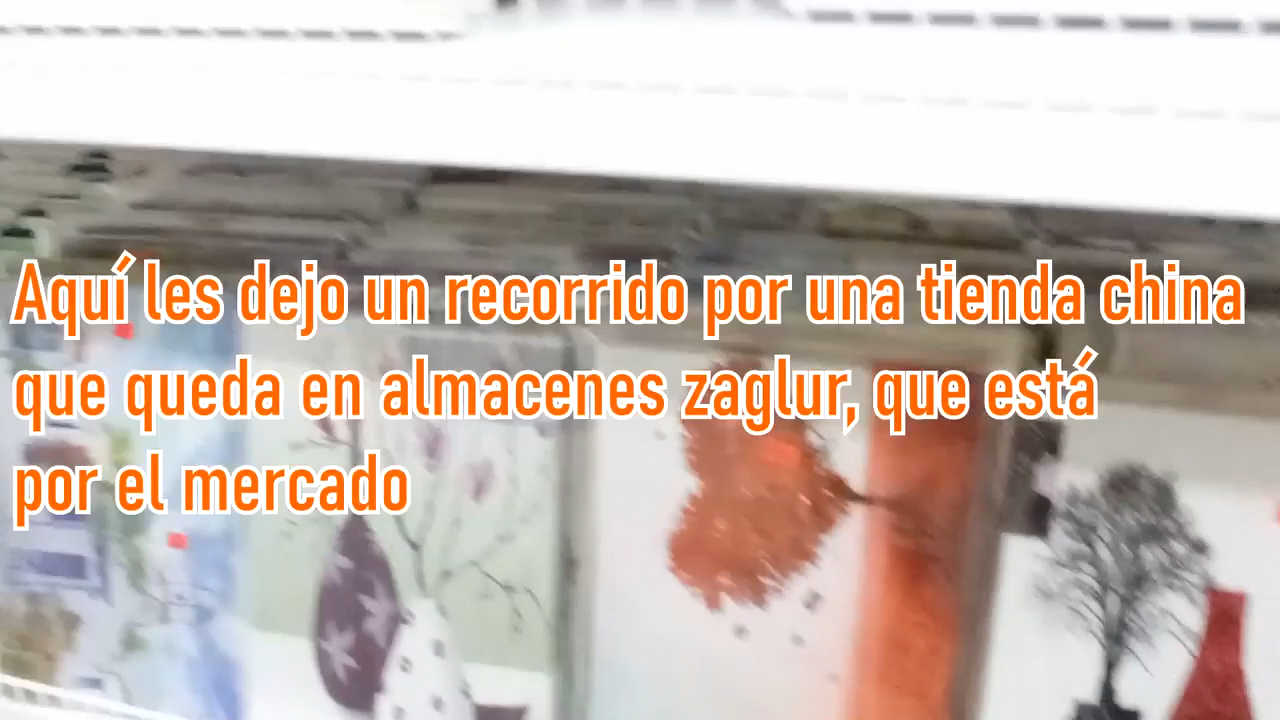 Aquí les dejo un recorrido por una tienda china
que queda en almacenes zaglur, que está
por el mercado